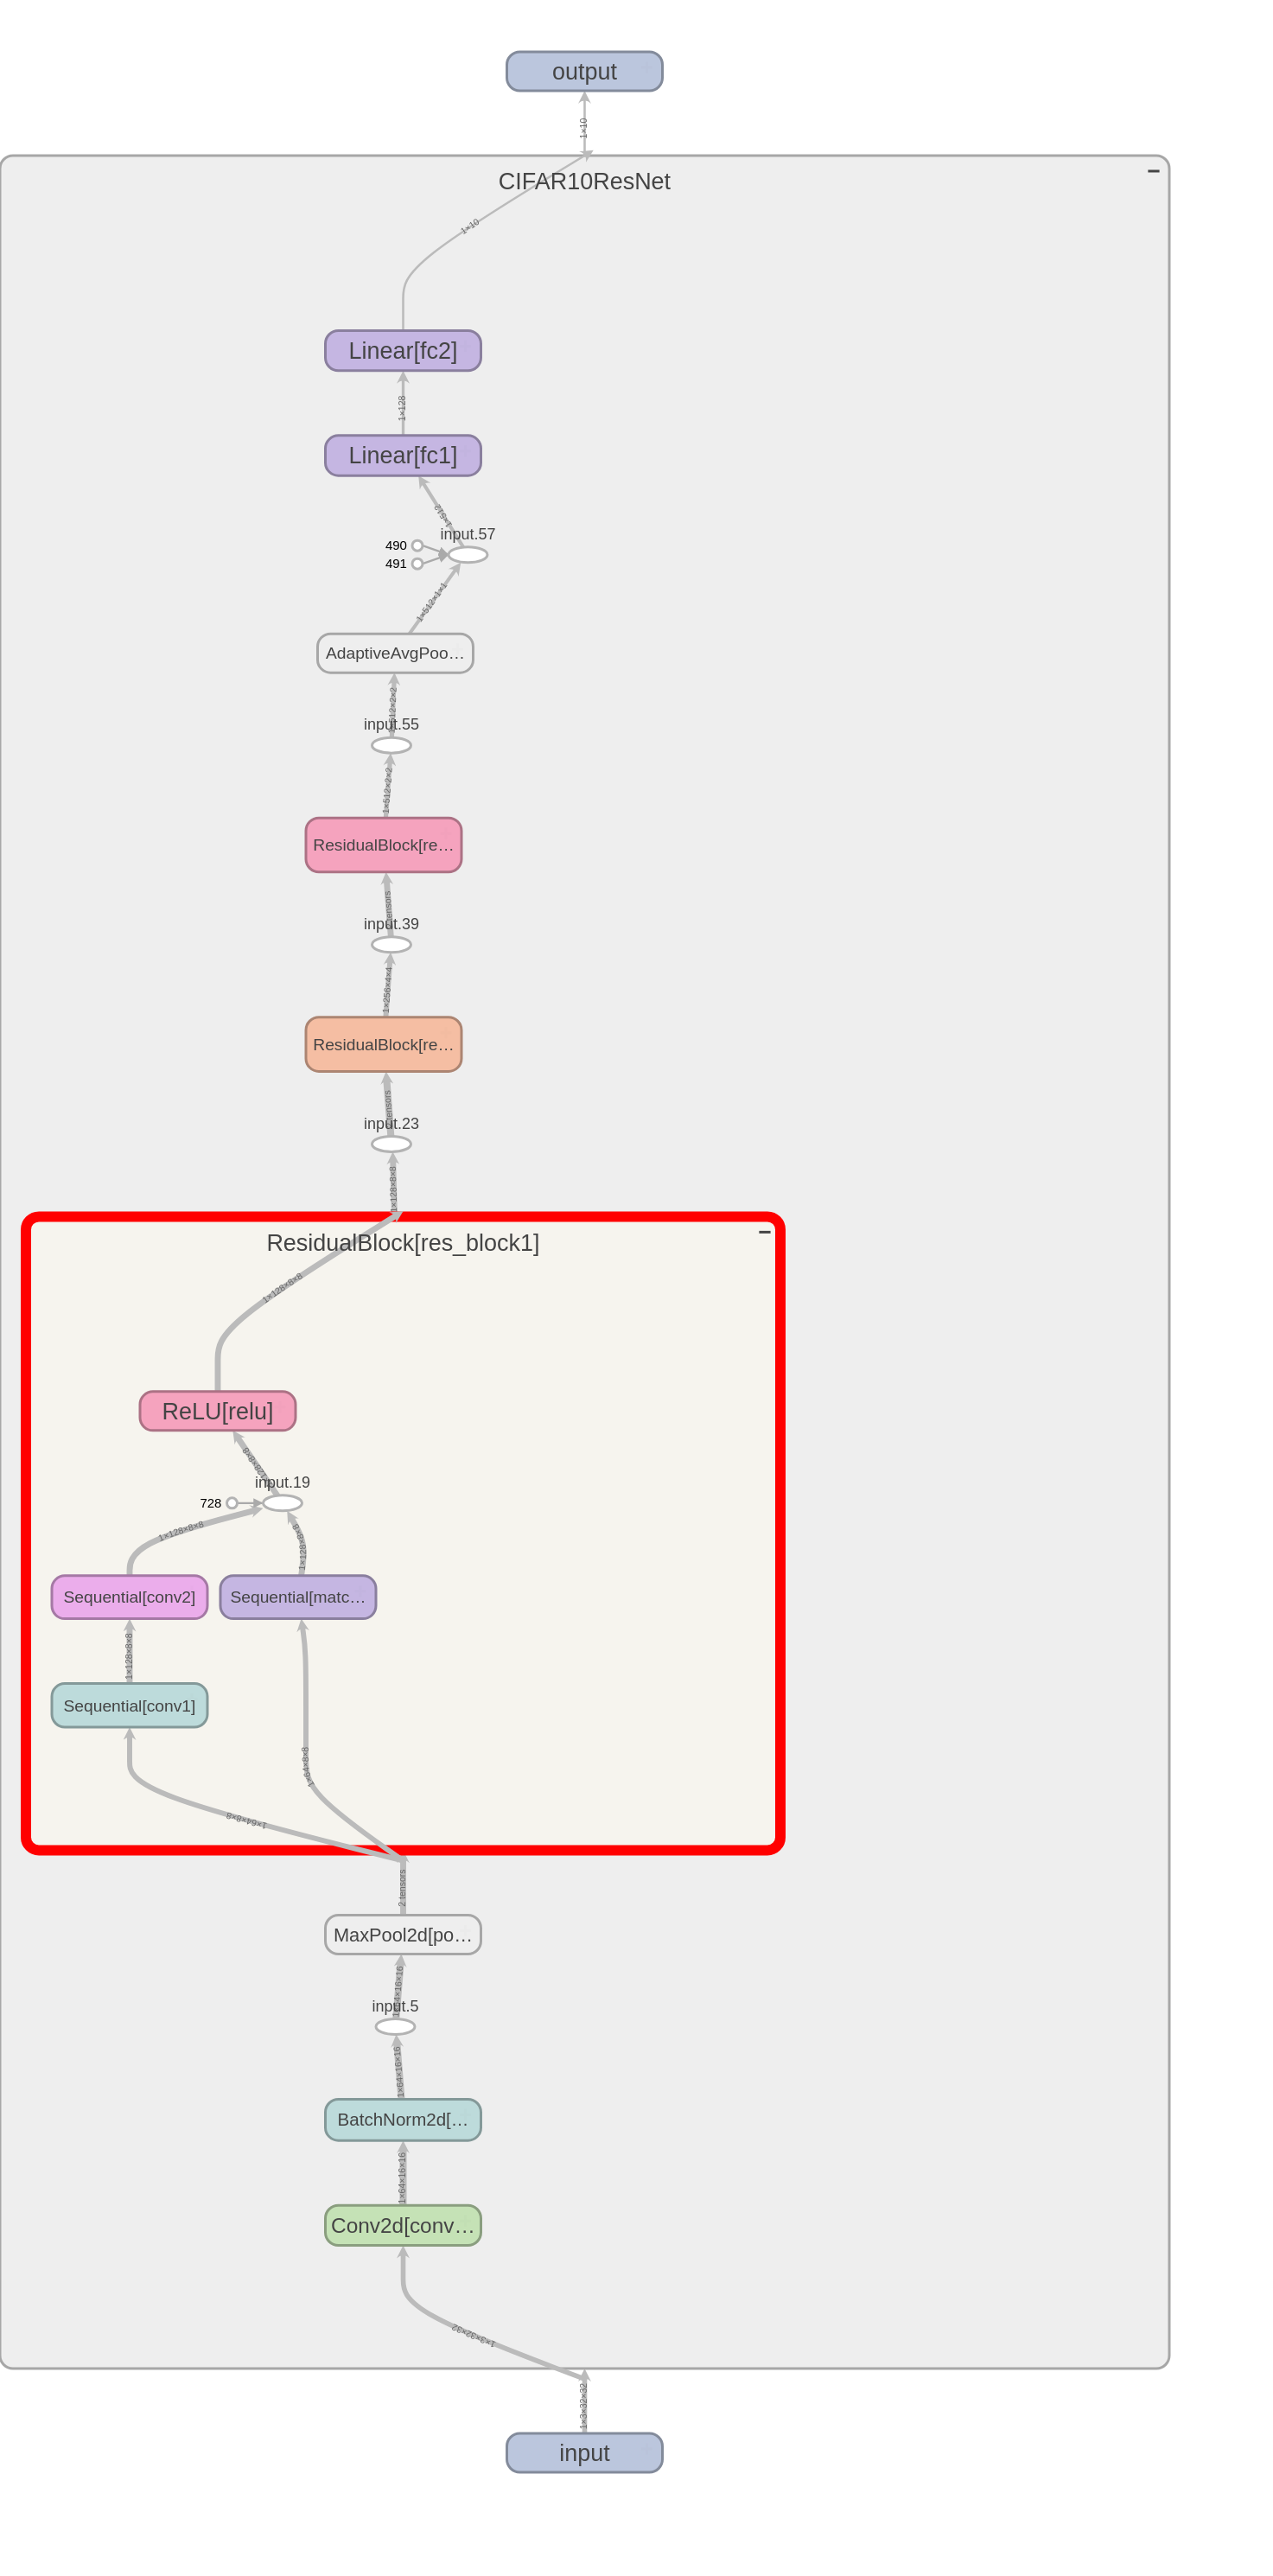 output
1×10
CIFAR10ResNet
1×10
Linear[fc2]
1×128
Linear[fc1]
1×512
input.57
490
491
1×512×1×1
AdaptiveAvgPoo…
1×512×2×2
input.55
1×512×2×2
ResidualBlock[re…
tensors
input.39
1×256×4×4
ResidualBlock[re…
tensors
input.23
1×128×8×8
ResidualBlock[res_block1]
1×128×8×8
ReLU[relu]
input.19
728
1×128×8×8
1×128×8×8
Sequential[conv2]
Sequential[matc…
1×128×8×8
Sequential[conv1]
1×64×8×8
1×64×8×8
2 tensors
MaxPool2d[po…
1×64×16×16
input.5
1×64×16×16
BatchNorm2d[…
1×64×16×16
Conv2d[conv…
1×3×32×32
1×3×32×32
input